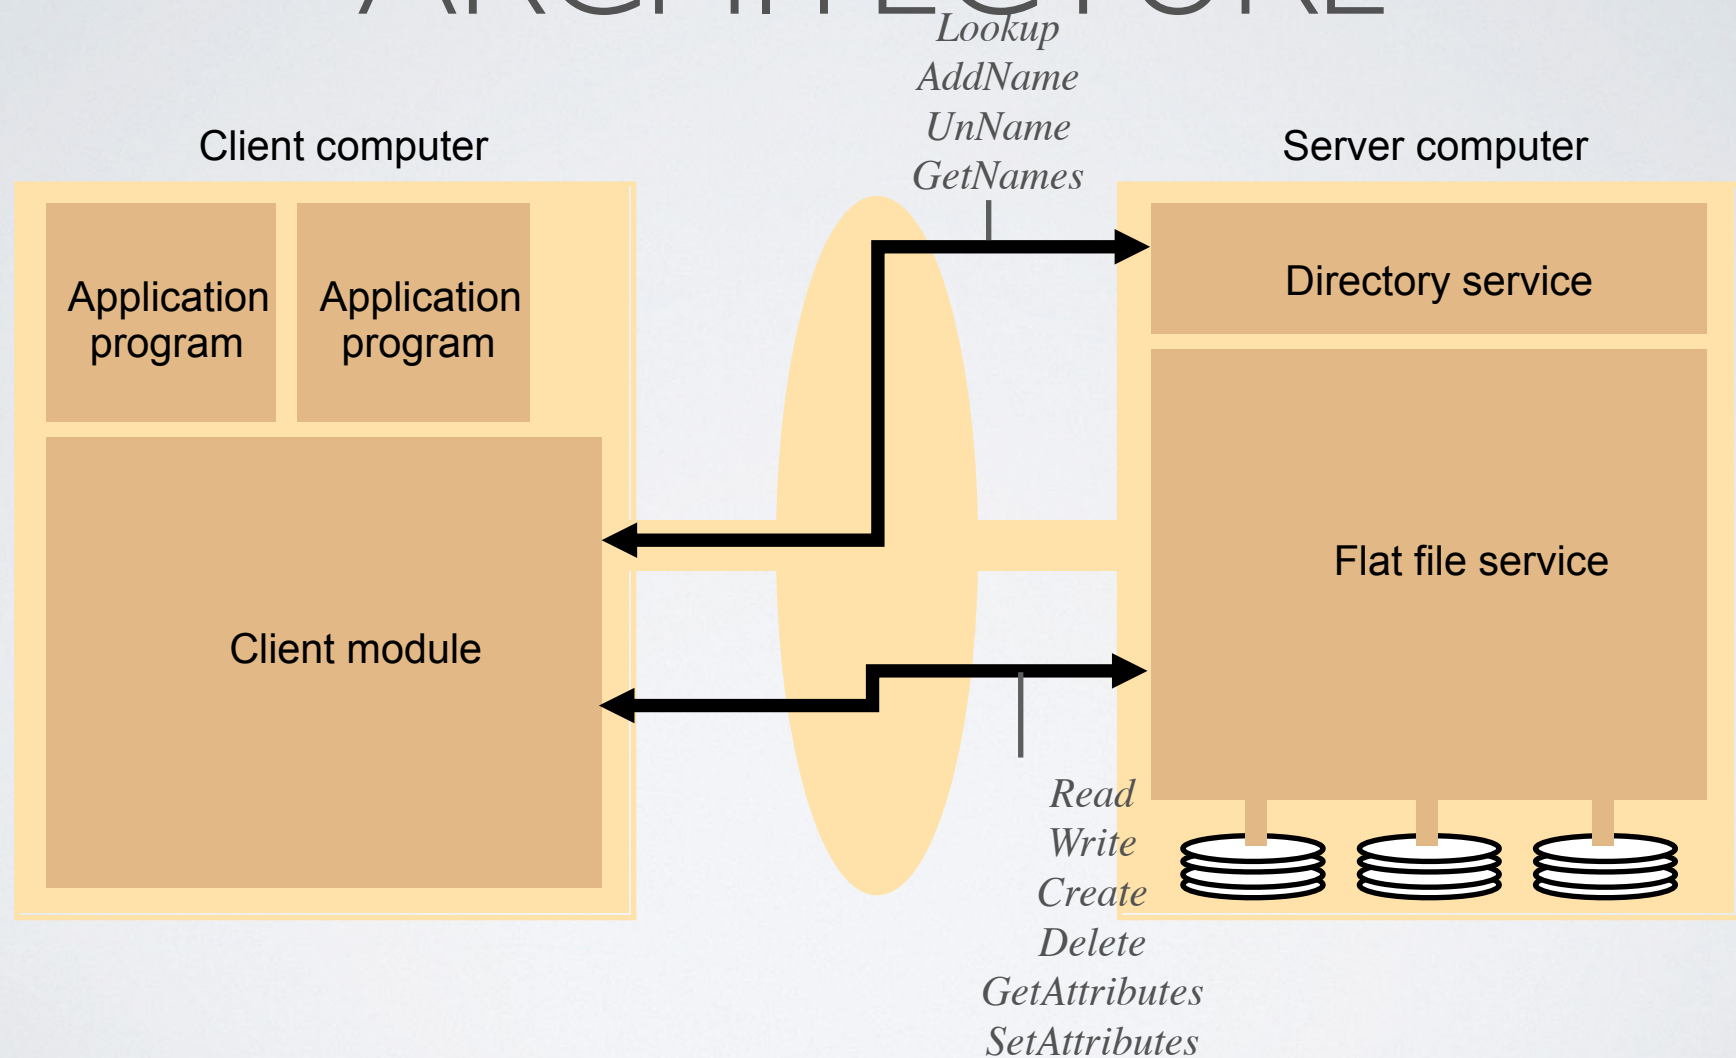 ARCHITECTURE
Lookup
AddName
UnName
GetNames
Client computer
Server computer
Application
program
Application
program
Directory service
Flat file service
Client module
Read
Write
Create
Delete
GetAttributes
SetAttributes